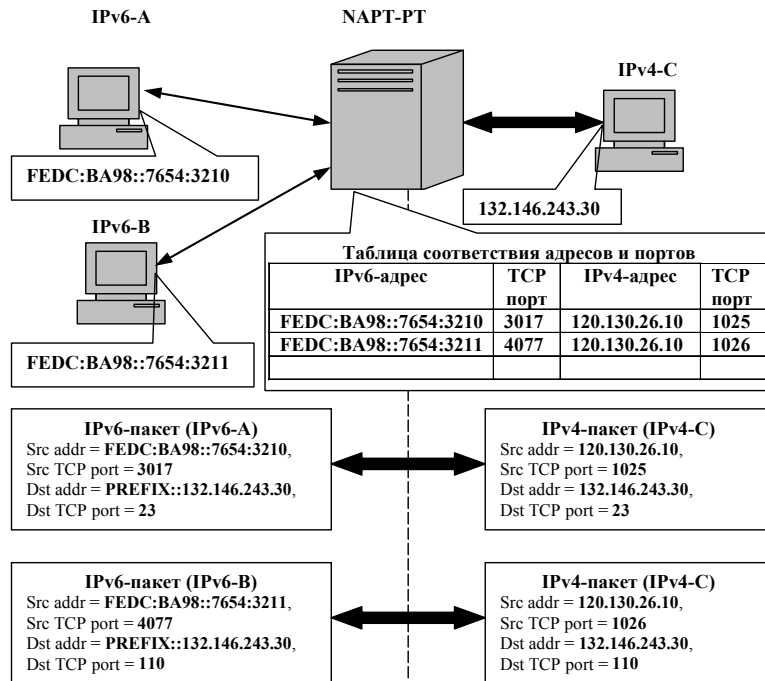 IPv6-A
NAPT-PT
IPv4-C
FEDC:BA98::7654:3210
132.146.243.30
IPv6-B
FEDC:BA98::7654:3211
Таблица соответствия адресов и портов
IPv6-адрес TCP порт IPv4-адрес TCP порт
FEDC:BA98::7654:3210 3017 120.130.26.10 1025
FEDC:BA98::7654:3211 4077 120.130.26.10 1026
IPv6-пакет (IPv6-A)
Src addr = FEDC:BA98::7654:3210,
Src TCP port = 3017
Dst addr = PREFIX::132.146.243.30,
Dst TCP port = 23
IPv4-пакет (IPv4-C)
Src addr = 120.130.26.10,
Src TCP port = 1025
Dst addr = 132.146.243.30,
Dst TCP port = 23
IPv6-пакет (IPv6-B)
Src addr = FEDC:BA98::7654:3211,
Src TCP port = 4077
Dst addr = PREFIX::132.146.243.30,
Dst TCP port = 110
IPv4-пакет (IPv4-C)
Src addr = 120.130.26.10,
Src TCP port = 1026
Dst addr = 132.146.243.30,
Dst TCP port = 110